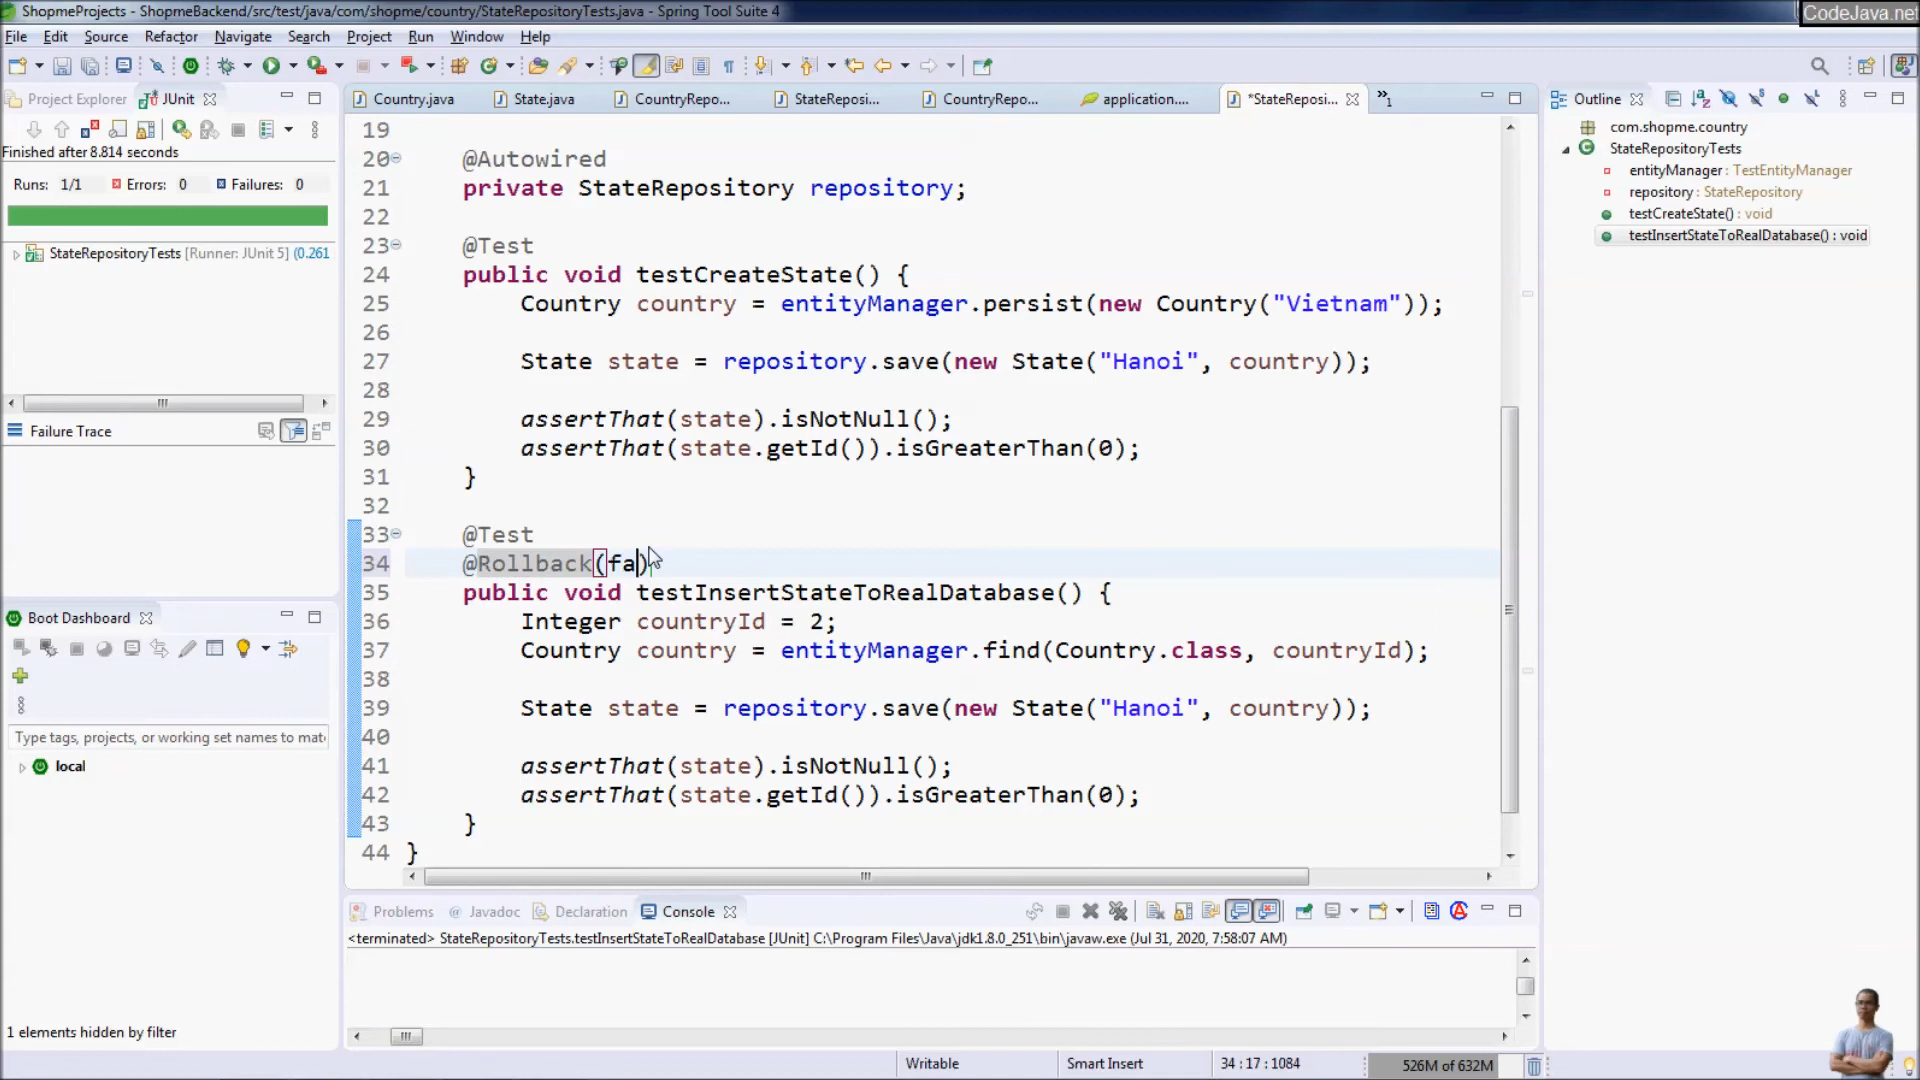 ShopmeProjects - ShopmeBackend/src/test/java/com/shopme/country/StateRepositoryTests.java - Spring Tool Suite 4
CodeJava.net
File Edit Source Refactor Navigate Search Project Run Window Help
Project Explorer JUnit
Finished after 8.814 seconds
Runs: 1/1 Errors: 0 Failures: 0
StateRepositoryTests [Runner: JUnit 5] (0.261
Failure Trace
Boot Dashboard
Type tags, projects, or working set names to mat
local
1 elements hidden by filter
Country.java State.java CountryRepo... StateReposi... CountryRepo... application.... *StateReposi... »1
19
20 @Autowired
21 private StateRepository repository;
22
23 @Test
24 public void testCreateState() {
25 Country country = entityManager.persist(new Country("Vietnam"));
26
27 State state = repository.save(new State("Hanoi", country));
28
29 assertThat(state).isNotNull();
30 assertThat(state.getId()).isGreaterThan(0);
31 }
32
33 @Test
34 @Rollback(fa)
35 public void testInsertStateToRealDatabase() {
36 Integer countryId = 2;
37 Country country = entityManager.find(Country.class, countryId);
38
39 State state = repository.save(new State("Hanoi", country));
40
41 assertThat(state).isNotNull();
42 assertThat(state.getId()).isGreaterThan(0);
43 }
44 }
Problems @ Javadoc Declaration Console
<terminated> StateRepositoryTests.testInsertStateToRealDatabase [JUnit] C:\Program Files\Java\jdk1.8.0_251\bin\javaw.exe (Jul 31, 2020, 7:58:07 AM)
Outline
com.shopme.country
StateRepositoryTests
entityManager : TestEntityManager
repository : StateRepository
testCreateState() : void
testInsertStateToRealDatabase() : void
Writable Smart Insert 34 : 17 : 1084 526M of 632M